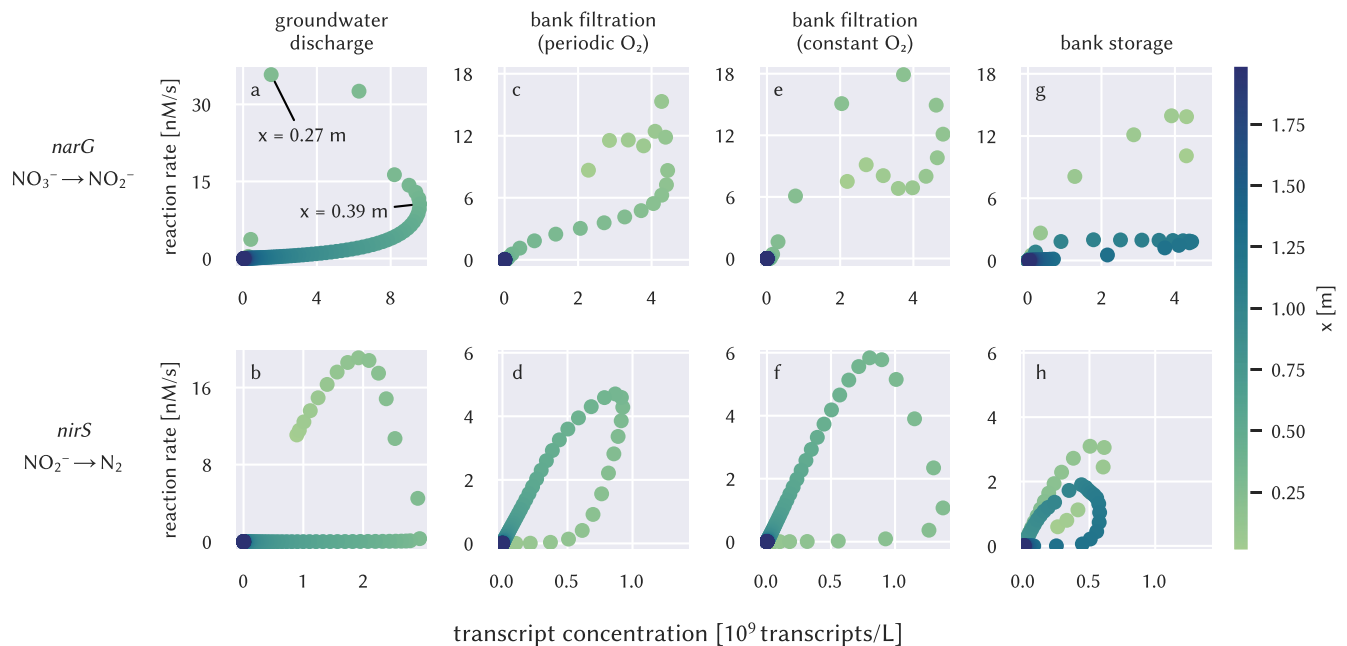 groundwater
discharge
bank filtration
(periodic O₂)
bank filtration
(constant O₂)
bank storage
narG
NO₃⁻ → NO₂⁻
reaction rate [nM/s]
30
15
0
a
x = 0.27 m
x = 0.39 m
0 4 8
18
12
6
0
c
0 2 4
18
12
6
0
e
0 2 4
18
12
6
0
g
0 2 4
nirS
NO₂⁻ → N₂
reaction rate [nM/s]
16
8
0
b
0 1 2
6
4
2
0
d
0.0 0.5 1.0
6
4
2
0
f
0.0 0.5 1.0
6
4
2
0
h
0.0 0.5 1.0
1.75
1.50
1.25
1.00
0.75
0.50
0.25
x [m]
transcript concentration [10⁹ transcripts/L]